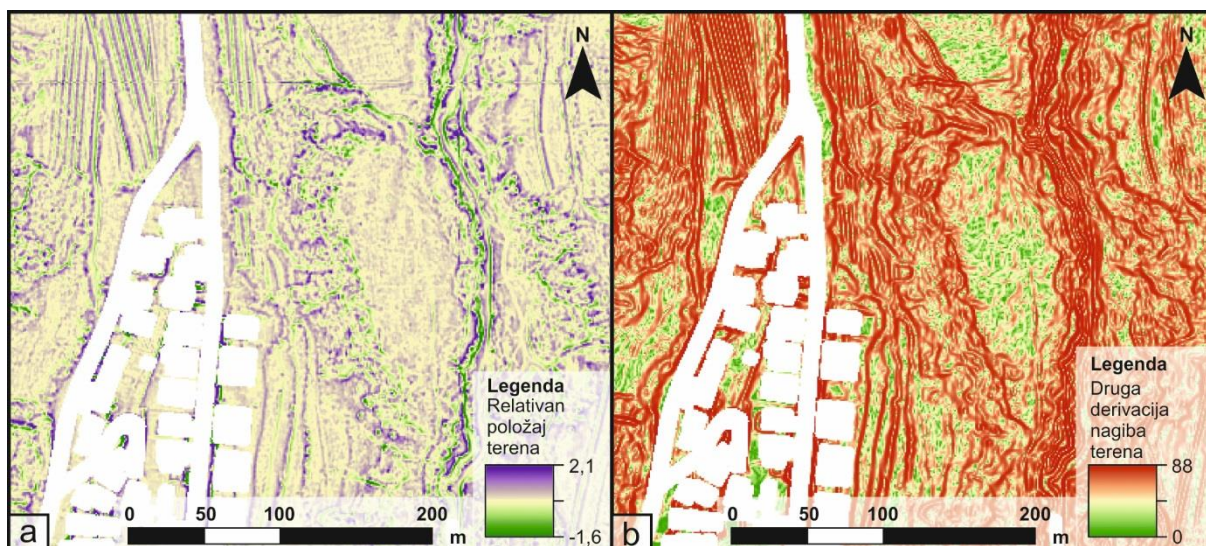 N
Legenda
Relativan
položaj
terena
2,1
-1,6
0 50 100 200
m
a
N
Legenda
Druga
derivacija
nagiba
terena
88
0
0 50 100 200
m
b